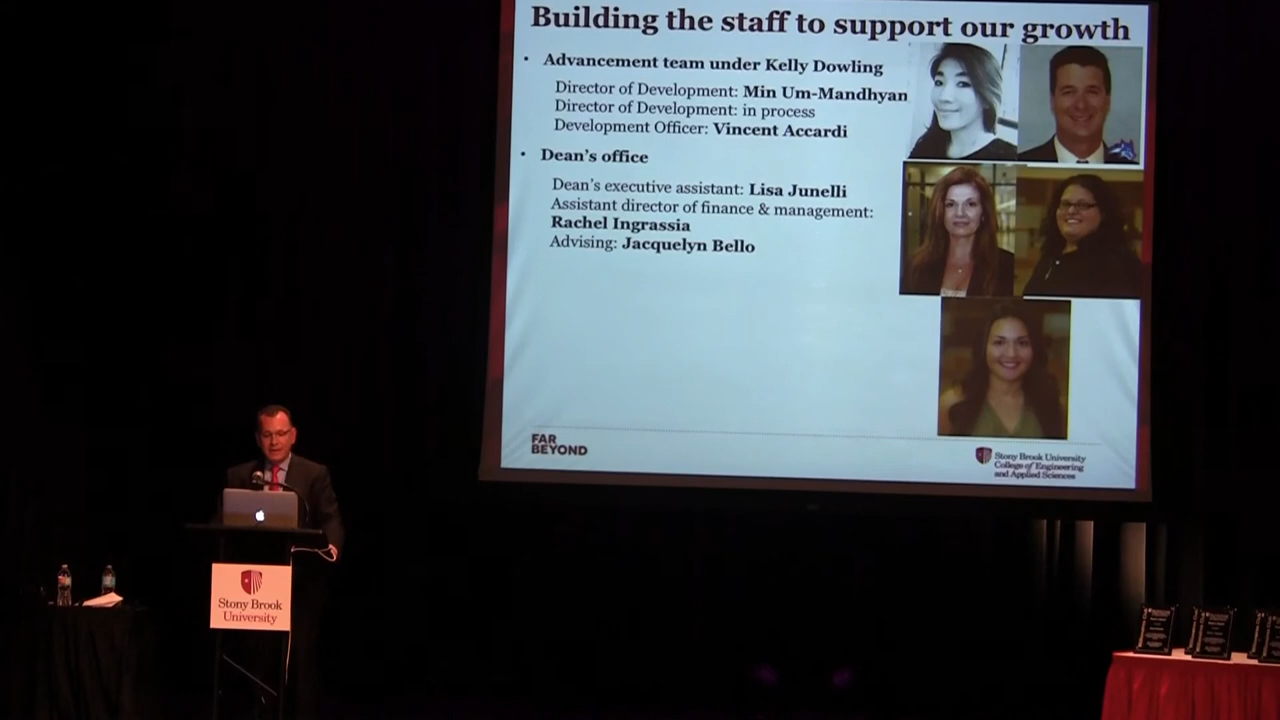 Building the staff to support our growth
• Advancement team under Kelly Dowling
Director of Development: Min Um-Mandhyan
Director of Development: in process
Development Officer: Vincent Accardi
• Dean's office
Dean's executive assistant: Lisa Junelli
Assistant director of finance & management:
Rachel Ingrassia
Advising: Jacquelyn Bello
FAR
BEYOND
Stony Brook University
College of Engineering
and Applied Sciences
Stony Brook
University